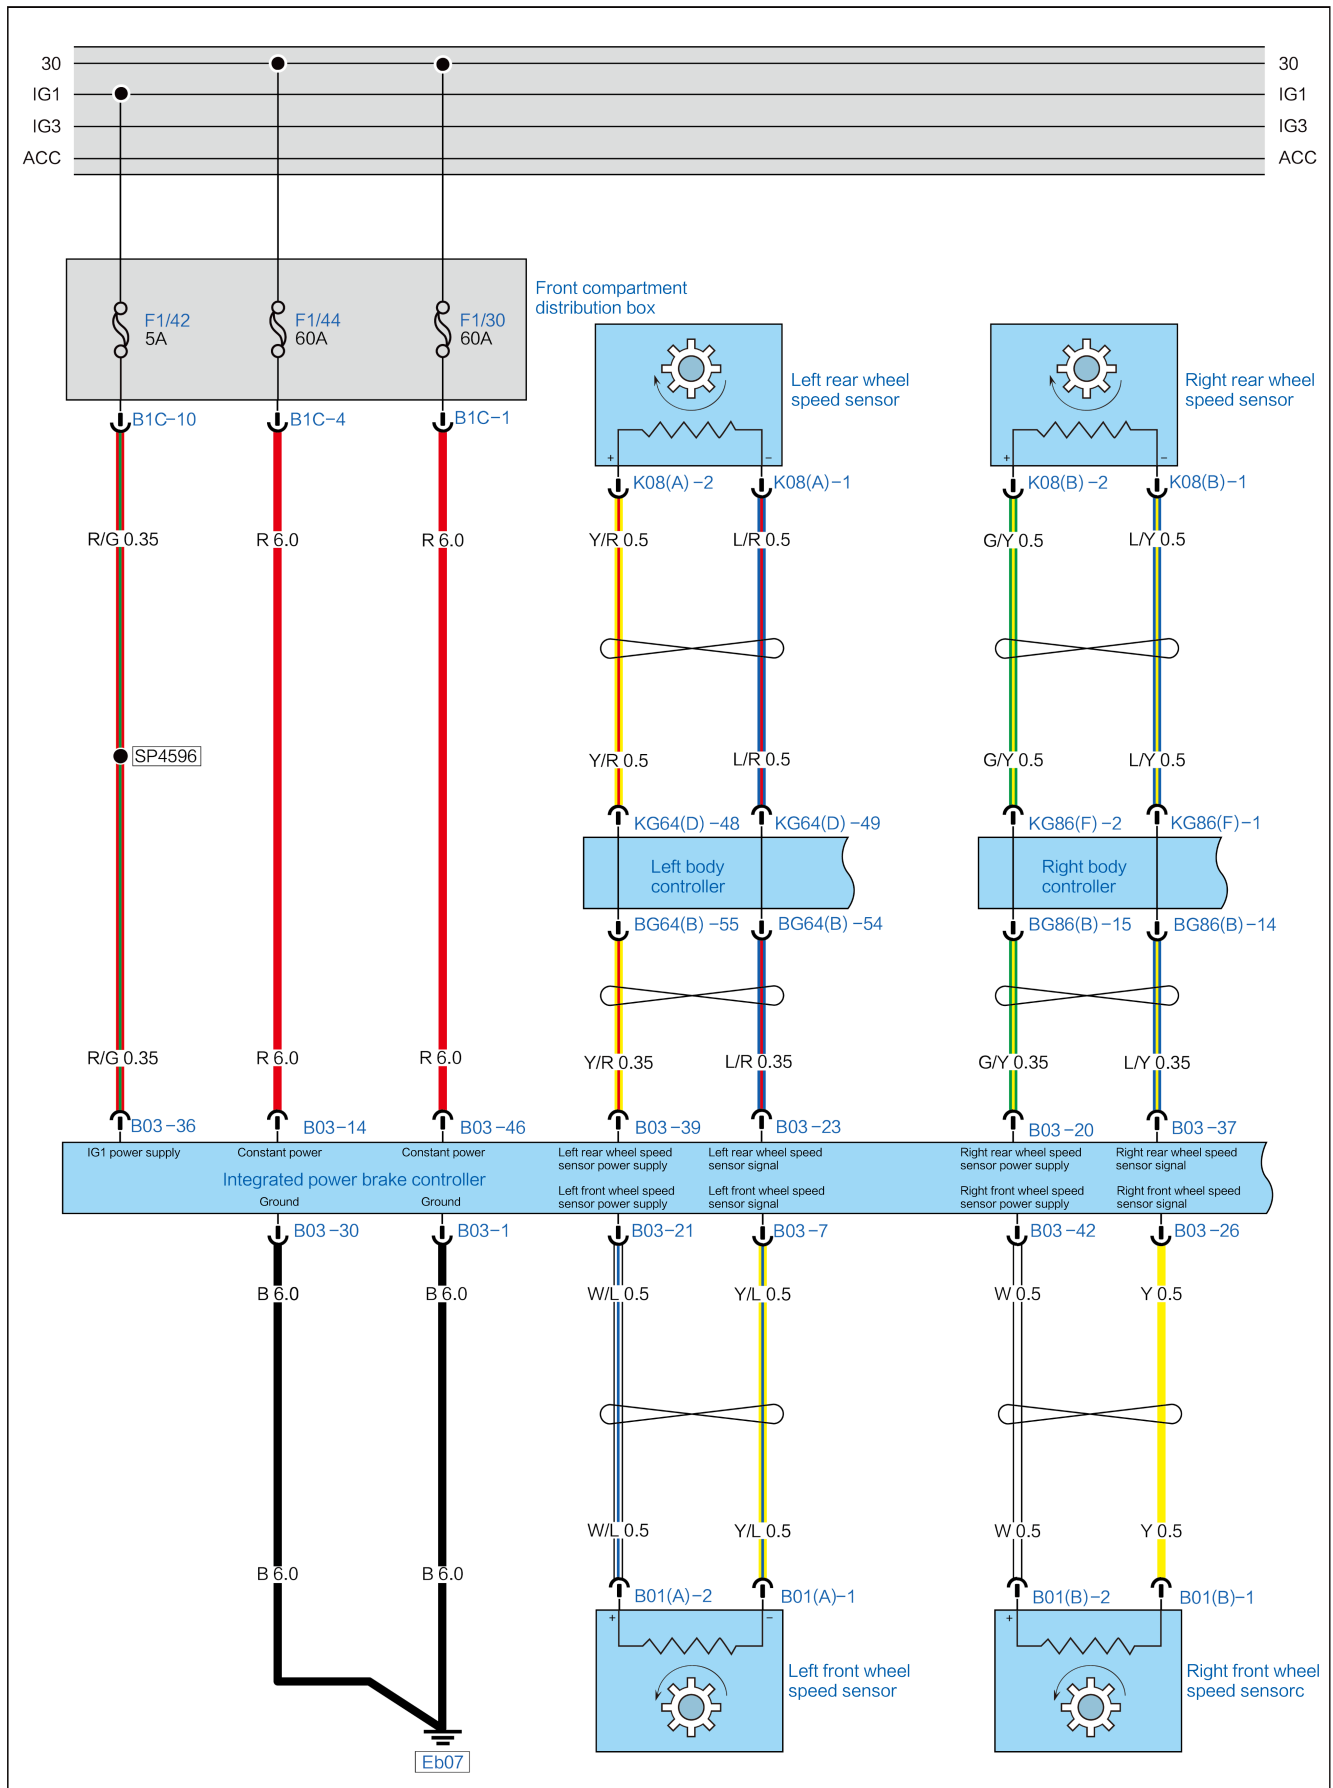 30
30
IG1
IG1
IG3
IG3
ACC
ACC
Front compartment
distribution box
F1/42
5A
F1/44
60A
F1/30
60A
Left rear wheel
speed sensor
Right rear wheel
speed sensor
B1C-10
B1C-4
B1C-1
+
−
+
−
K08(A)-2
K08(A)-1
K08(B)-2
K08(B)-1
R/G 0.35
R 6.0
R 6.0
Y/R 0.5
L/R 0.5
G/Y 0.5
L/Y 0.5
SP4596
Y/R 0.5
L/R 0.5
G/Y 0.5
L/Y 0.5
KG64(D)-48
KG64(D)-49
KG86(F)-2
KG86(F)-1
Left body
controller
Right body
controller
BG64(B)-55
BG64(B)-54
BG86(B)-15
BG86(B)-14
R/G 0.35
R 6.0
R 6.0
Y/R 0.35
L/R 0.35
G/Y 0.35
L/Y 0.35
B03-36
B03-14
B03-46
B03-39
B03-23
B03-20
B03-37
IG1 power supply
Constant power
Constant power
Left rear wheel speed
sensor power supply
Left rear wheel speed
sensor signal
Right rear wheel speed
sensor power supply
Right rear wheel speed
sensor signal
Integrated power brake controller
Ground
Ground
Left front wheel speed
sensor power supply
Left front wheel speed
sensor signal
Right front wheel speed
sensor power supply
Right front wheel speed
sensor signal
B03-30
B03-1
B03-21
B03-7
B03-42
B03-26
B 6.0
B 6.0
W/L 0.5
Y/L 0.5
W 0.5
Y 0.5
W/L 0.5
Y/L 0.5
W 0.5
Y 0.5
B 6.0
B 6.0
B01(A)-2
B01(A)-1
B01(B)-2
B01(B)-1
+
−
+
Left front wheel
speed sensor
Right front wheel
speed sensorc
Eb07